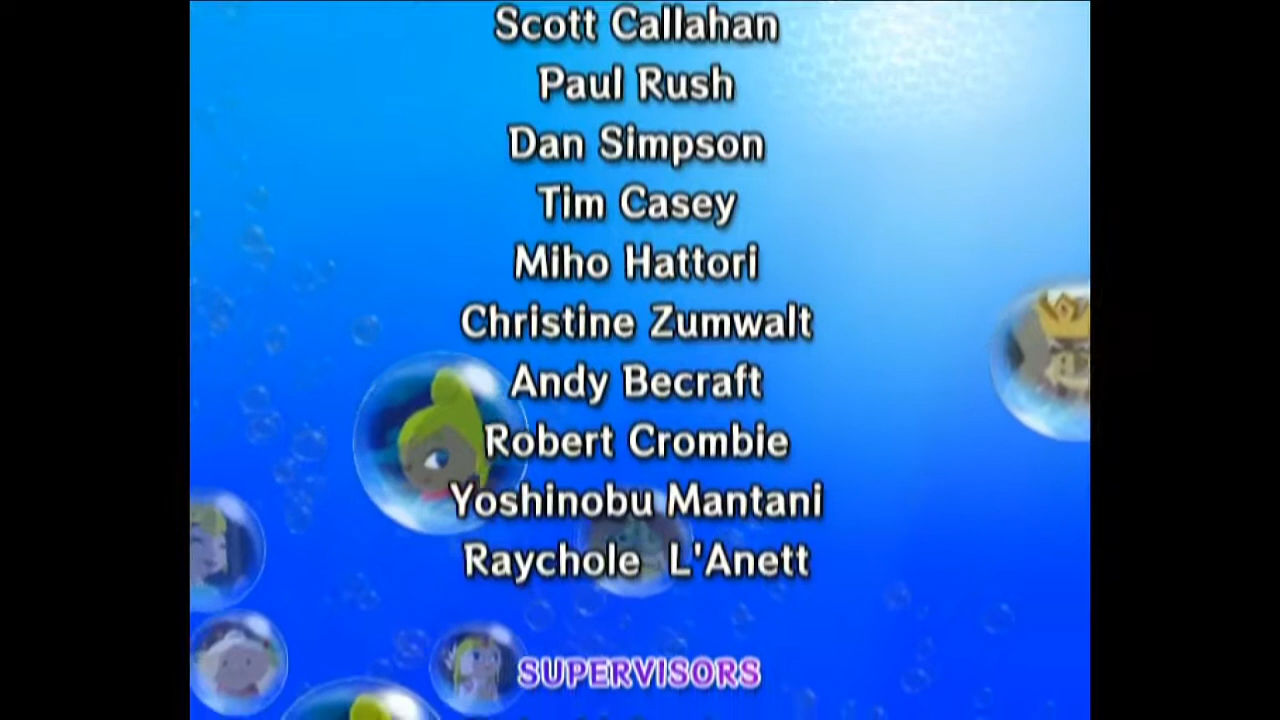 Scott Callahan
Paul Rush
Dan Simpson
Tim Casey
Miho Hattori
Christine Zumwalt
Andy Becraft
Robert Crombie
Yoshinobu Mantani
Raychole L'Anett
SUPERVISORS